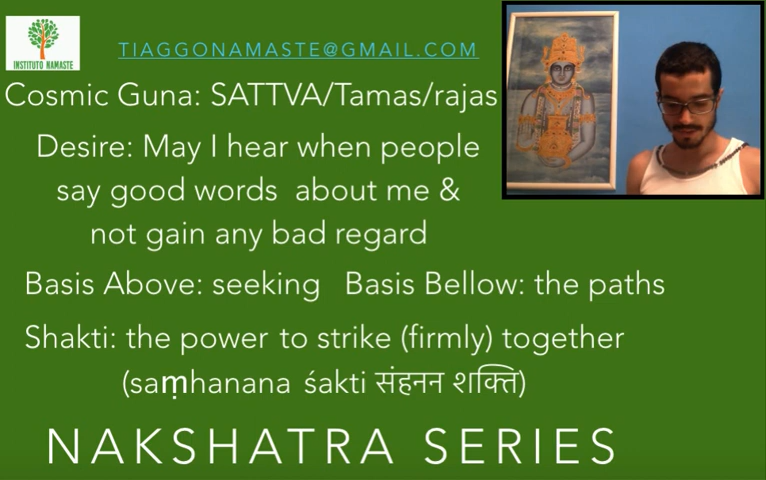 INSTITUTO NAMASTE
TIAGGONAMASTE@GMAIL.COM
Cosmic Guna: SATTVA/Tamas/rajas
Desire: May I hear when people
say good words about me &
not gain any bad regard
Basis Above: seeking Basis Bellow: the paths
Shakti: the power to strike (firmly) together
(saṃhanana śakti संहनन शक्ति)
NAKSHATRA SERIES